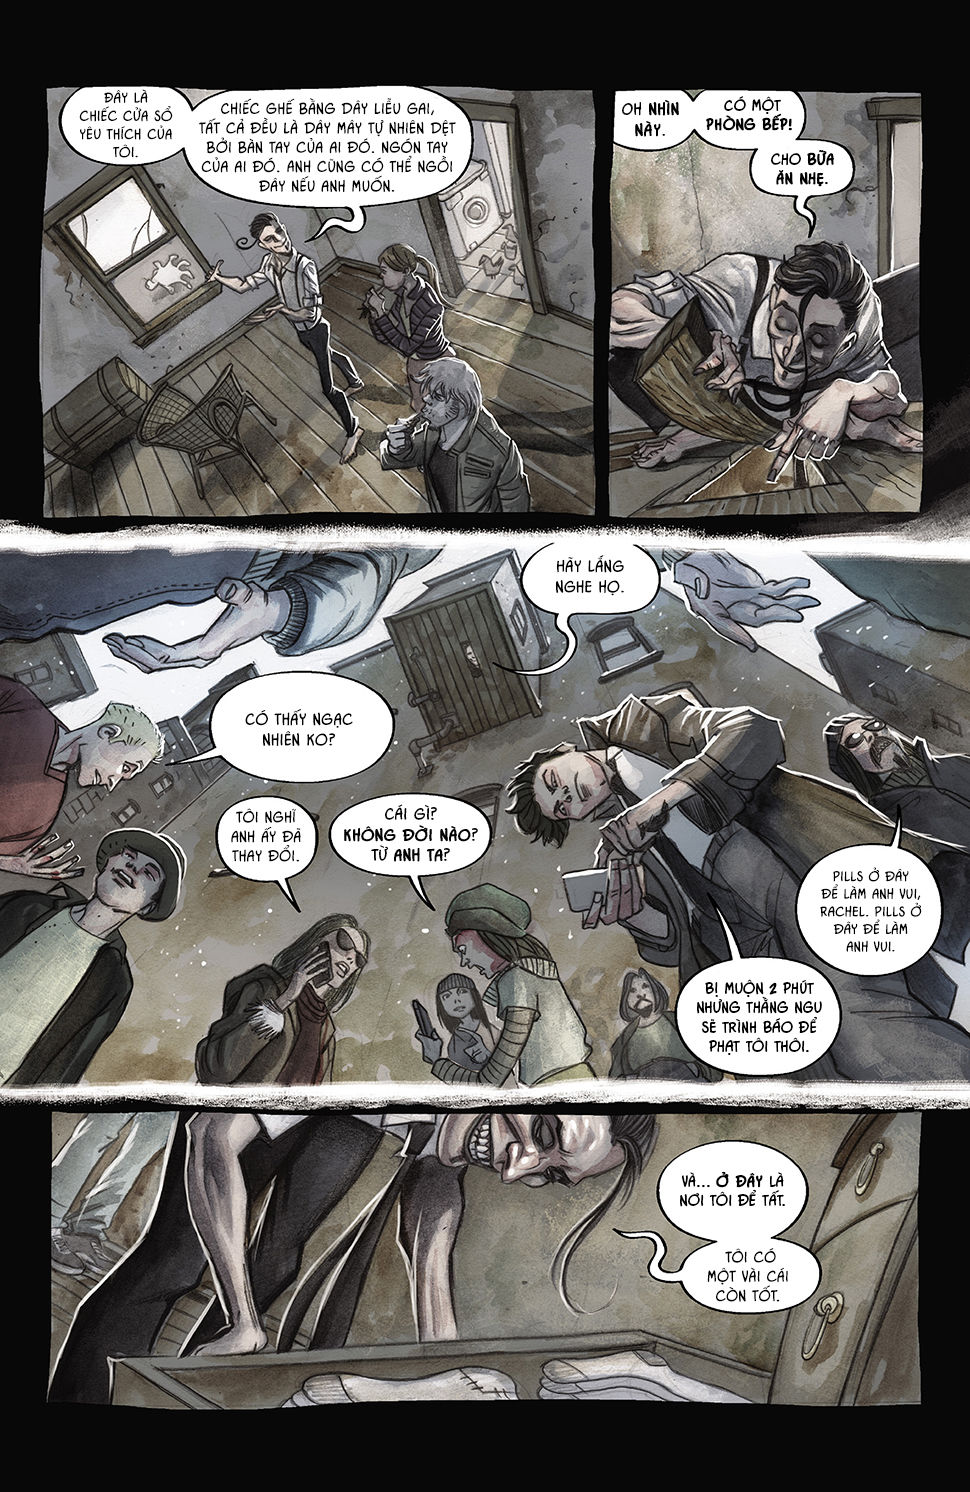 ĐÂY LÀ
CHIẾC CỬA SỔ
YÊU THÍCH CỦA
TÔI.
CHIẾC GHẾ BẰNG DÂY LIỄU GAI,
TẤT CẢ ĐỀU LÀ DÂY MÂY TỰ NHIÊN DỆT
BỞI BÀN TAY CỦA AI ĐÓ. NGÓN TAY
CỦA AI ĐÓ. ANH CŨNG CÓ THỂ NGỒI
ĐÂY NẾU ANH MUỐN.
OH NHÌN
NÀY.
CÓ MỘT
PHÒNG BẾP!
CHO BỮA
ĂN NHẸ.
HÃY LẮNG
NGHE HỌ.
CÓ THẤY NGẠC
NHIÊN KO?
TÔI NGHĨ
ANH ẤY ĐÃ
THAY ĐỔI.
CÁI GÌ?
KHÔNG ĐỜI NÀO?
TỪ ANH TA?
PILLS Ở ĐÂY
ĐỂ LÀM ANH VUI,
RACHEL. PILLS Ở
ĐÂY ĐỂ LÀM
ANH VUI.
BỊ MUỘN 2 PHÚT
NHƯNG THẰNG NGU
SẼ TRÌNH BÁO ĐỂ
PHẠT TÔI THÔI.
VÀ... Ở ĐÂY LÀ
NƠI TÔI ĐỂ TẤT.
TÔI CÓ
MỘT VÀI CÁI
CÒN TỐT.